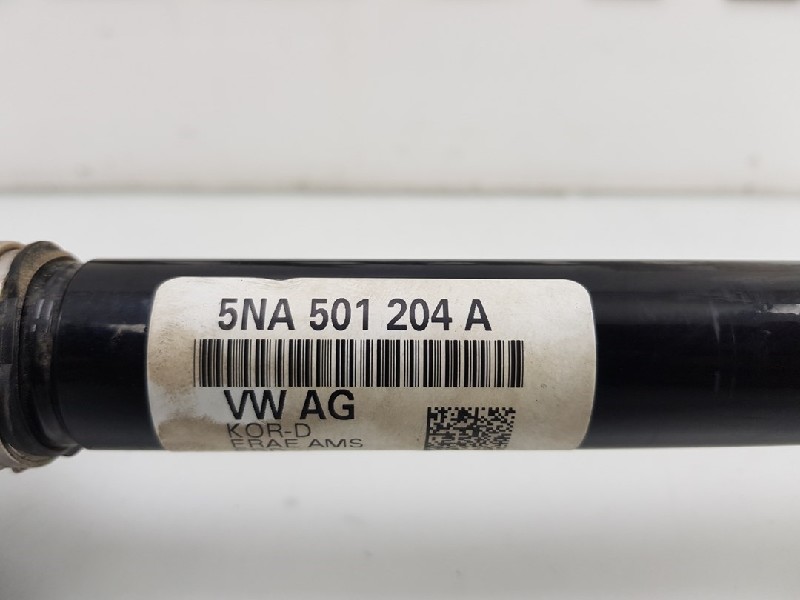 5NA 501 204 A
VW AG
KOR-D
ERAE AMS